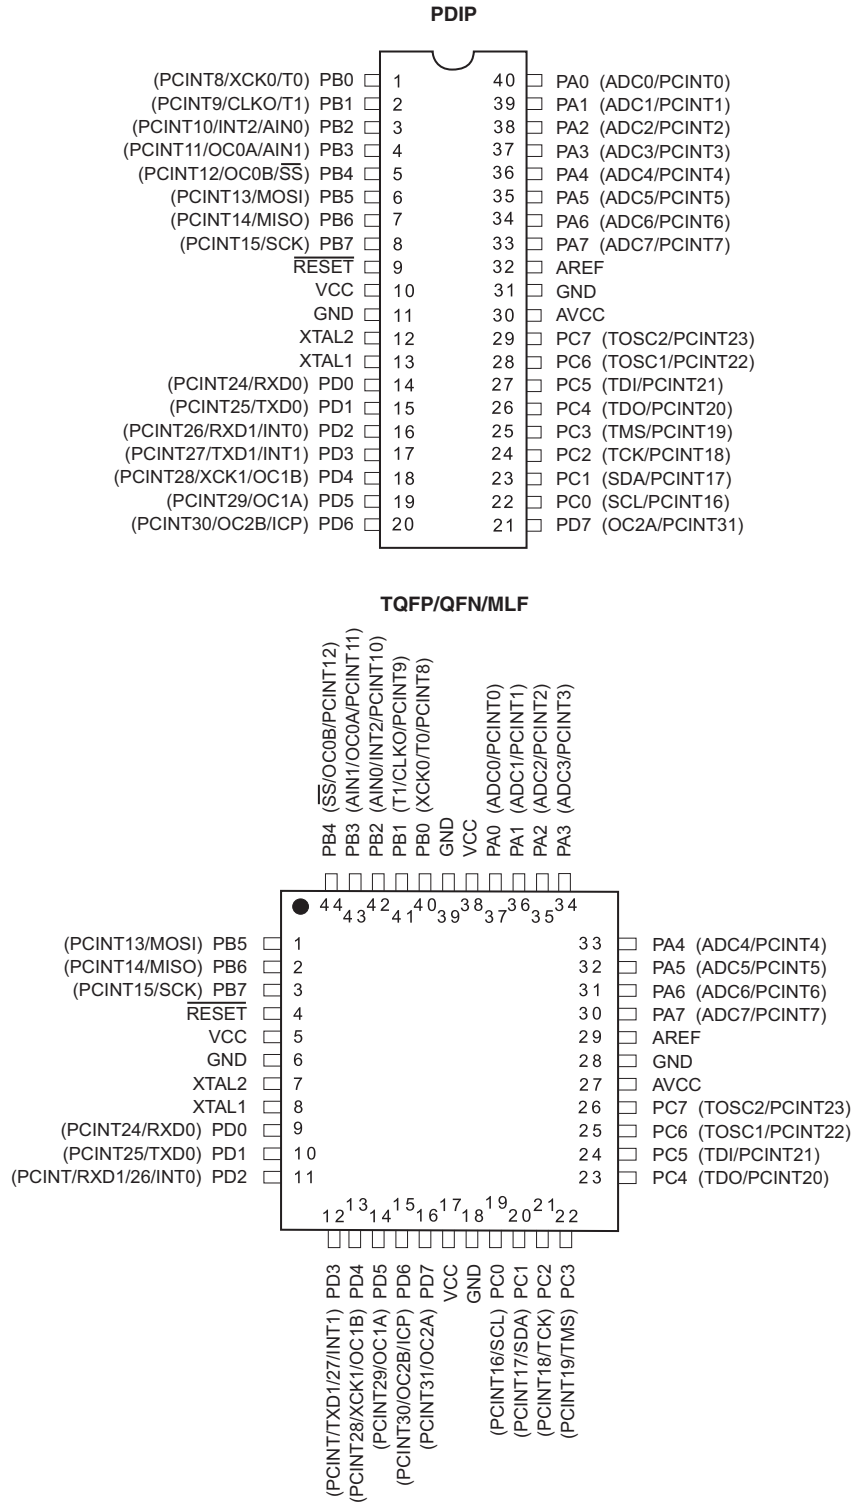 PDIP
(PCINT8/XCK0/T0) PB0 1 40 PA0 (ADC0/PCINT0)
(PCINT9/CLKO/T1) PB1 2 39 PA1 (ADC1/PCINT1)
(PCINT10/INT2/AIN0) PB2 3 38 PA2 (ADC2/PCINT2)
(PCINT11/OC0A/AIN1) PB3 4 37 PA3 (ADC3/PCINT3)
(PCINT12/OC0B/S̅S̅) PB4 5 36 PA4 (ADC4/PCINT4)
(PCINT13/MOSI) PB5 6 35 PA5 (ADC5/PCINT5)
(PCINT14/MISO) PB6 7 34 PA6 (ADC6/PCINT6)
(PCINT15/SCK) PB7 8 33 PA7 (ADC7/PCINT7)
R̅E̅S̅E̅T̅ 9 32 AREF
VCC 10 31 GND
GND 11 30 AVCC
XTAL2 12 29 PC7 (TOSC2/PCINT23)
XTAL1 13 28 PC6 (TOSC1/PCINT22)
(PCINT24/RXD0) PD0 14 27 PC5 (TDI/PCINT21)
(PCINT25/TXD0) PD1 15 26 PC4 (TDO/PCINT20)
(PCINT26/RXD1/INT0) PD2 16 25 PC3 (TMS/PCINT19)
(PCINT27/TXD1/INT1) PD3 17 24 PC2 (TCK/PCINT18)
(PCINT28/XCK1/OC1B) PD4 18 23 PC1 (SDA/PCINT17)
(PCINT29/OC1A) PD5 19 22 PC0 (SCL/PCINT16)
(PCINT30/OC2B/ICP) PD6 20 21 PD7 (OC2A/PCINT31)
TQFP/QFN/MLF
PB4 (S̅S̅/OC0B/PCINT12)
PB3 (AIN1/OC0A/PCINT11)
PB2 (AIN0/INT2/PCINT10)
PB1 (T1/CLKO/PCINT9)
PB0 (XCK0/T0/PCINT8)
GND
VCC
PA0 (ADC0/PCINT0)
PA1 (ADC1/PCINT1)
PA2 (ADC2/PCINT2)
PA3 (ADC3/PCINT3)
44 43 42 41 40 39 38 37 36 35 34
(PCINT13/MOSI) PB5 1 33 PA4 (ADC4/PCINT4)
(PCINT14/MISO) PB6 2 32 PA5 (ADC5/PCINT5)
(PCINT15/SCK) PB7 3 31 PA6 (ADC6/PCINT6)
R̅E̅S̅E̅T̅ 4 30 PA7 (ADC7/PCINT7)
VCC 5 29 AREF
GND 6 28 GND
XTAL2 7 27 AVCC
XTAL1 8 26 PC7 (TOSC2/PCINT23)
(PCINT24/RXD0) PD0 9 25 PC6 (TOSC1/PCINT22)
(PCINT25/TXD0) PD1 10 24 PC5 (TDI/PCINT21)
(PCINT/RXD1/26/INT0) PD2 11 23 PC4 (TDO/PCINT20)
12 13 14 15 16 17 18 19 20 21 22
(PCINT/TXD1/27/INT1) PD3
(PCINT28/XCK1/OC1B) PD4
(PCINT29/OC1A) PD5
(PCINT30/OC2B/ICP) PD6
(PCINT31/OC2A) PD7
VCC
GND
(PCINT16/SCL) PC0
(PCINT17/SDA) PC1
(PCINT18/TCK) PC2
(PCINT19/TMS) PC3